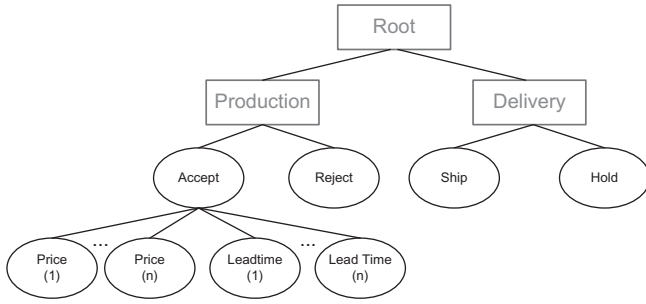 Root
Production
Delivery
Accept
Reject
Ship
Hold
Price
(1)
...
Price
(n)
Leadtime
(1)
...
Lead Time
(n)